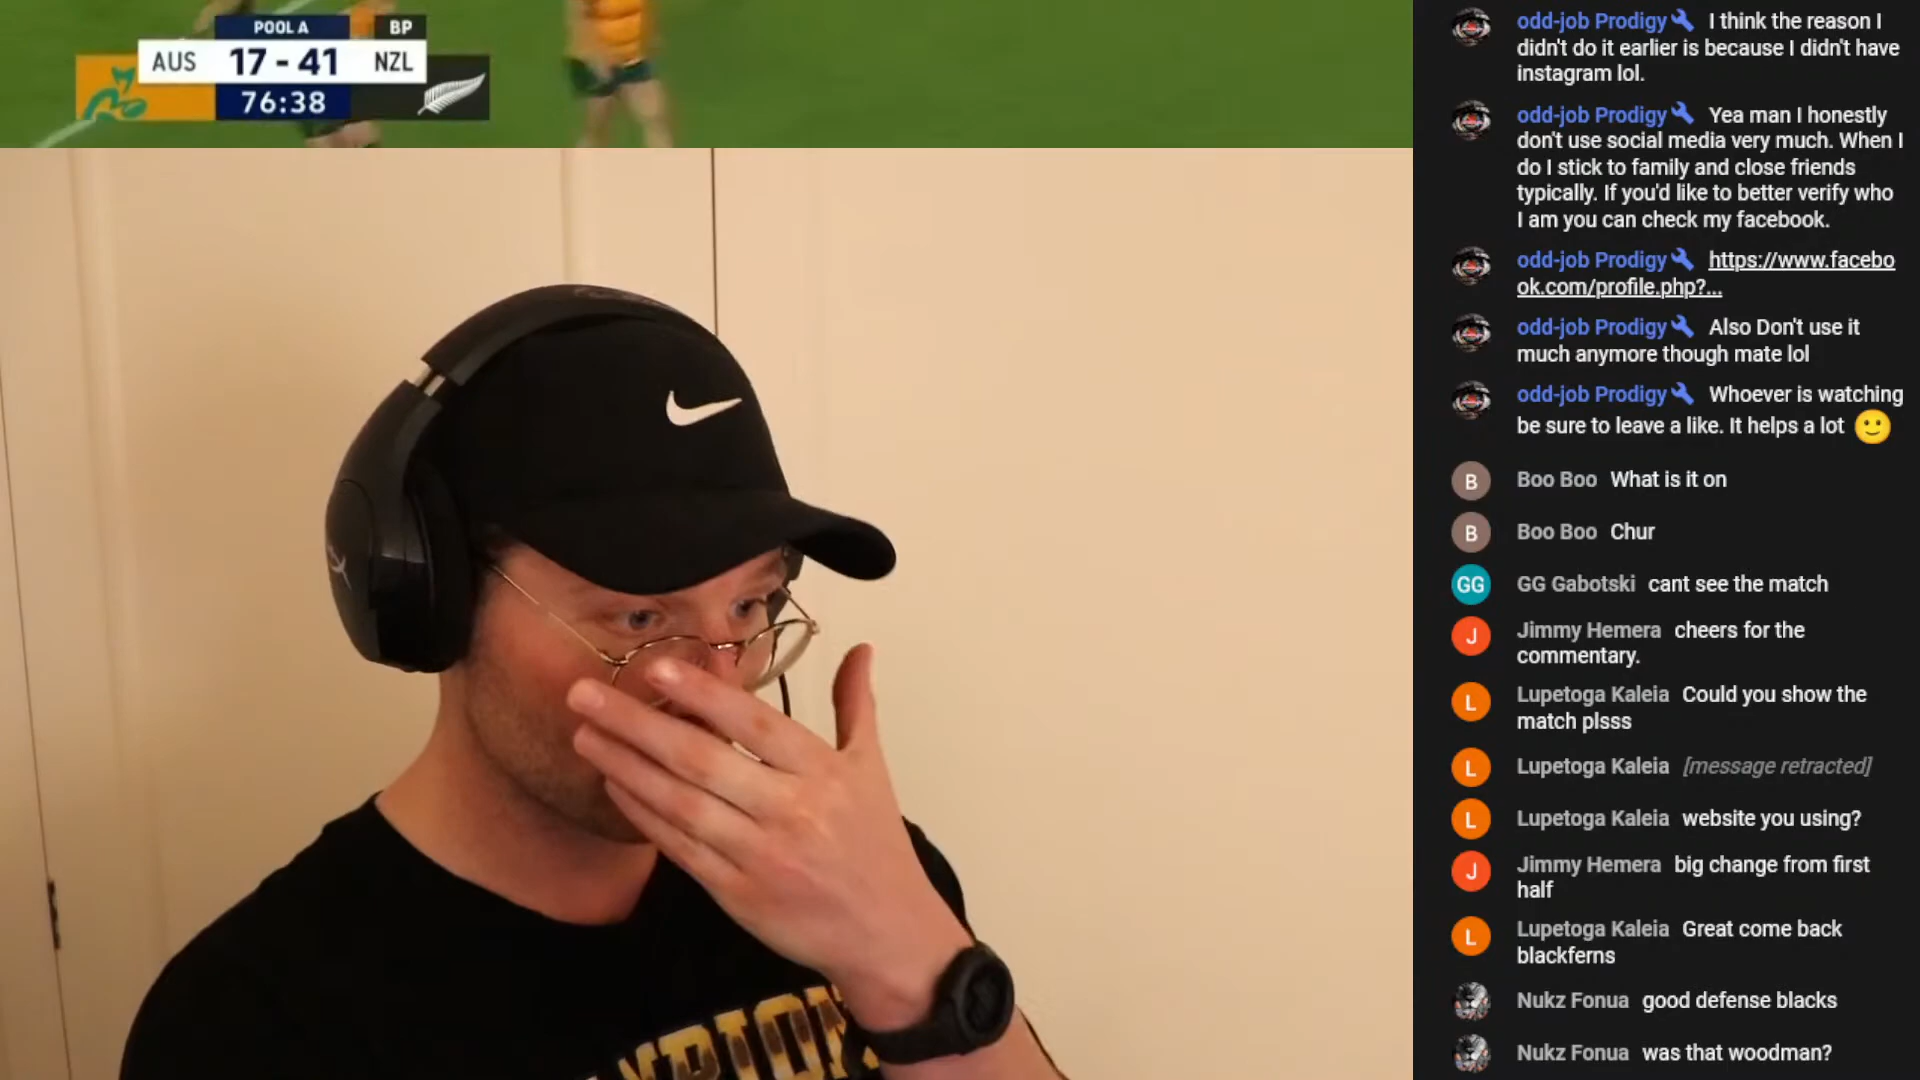 POOL A BP
AUS 17 - 41 NZL
76:38
odd-job Prodigy I think the reason I
didn't do it earlier is because I didn't have
instagram lol.
odd-job Prodigy Yea man I honestly
don't use social media very much. When I
do I stick to family and close friends
typically. If you'd like to better verify who
I am you can check my facebook.
odd-job Prodigy https://www.facebo
ok.com/profile.php?...
odd-job Prodigy Also Don't use it
much anymore though mate lol
odd-job Prodigy Whoever is watching
be sure to leave a like. It helps a lot 🙂
B Boo Boo What is it on
B Boo Boo Chur
GG GG Gabotski cant see the match
J Jimmy Hemera cheers for the
commentary.
L Lupetoga Kaleia Could you show the
match plsss
L Lupetoga Kaleia [message retracted]
L Lupetoga Kaleia website you using?
J Jimmy Hemera big change from first
half
L Lupetoga Kaleia Great come back
blackferns
Nukz Fonua good defense blacks
Nukz Fonua was that woodman?